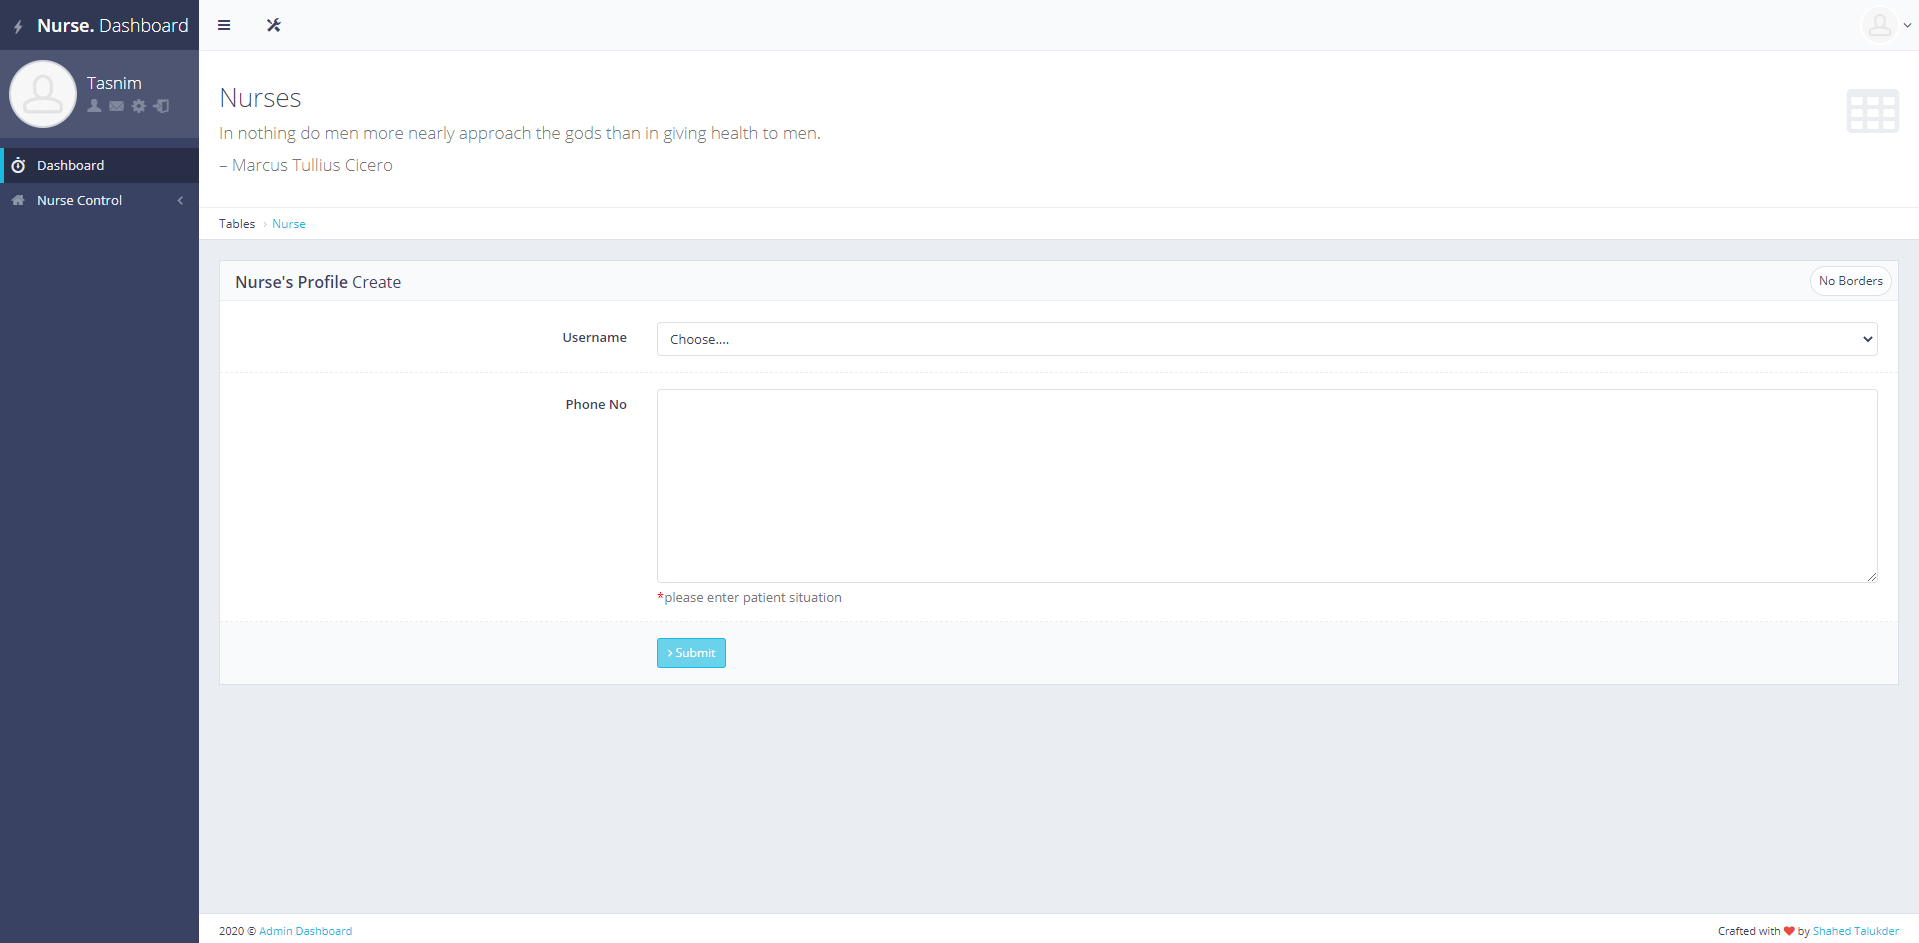 Nurse. Dashboard
Tasnim
Dashboard
Nurse Control
Nurses
In nothing do men more nearly approach the gods than in giving health to men.
– Marcus Tullius Cicero
Tables › Nurse
Nurse's Profile Create
No Borders
Username
Choose....
Phone No
*please enter patient situation
Submit
2020 © Admin Dashboard
Crafted with ❤ by Shahed Talukder